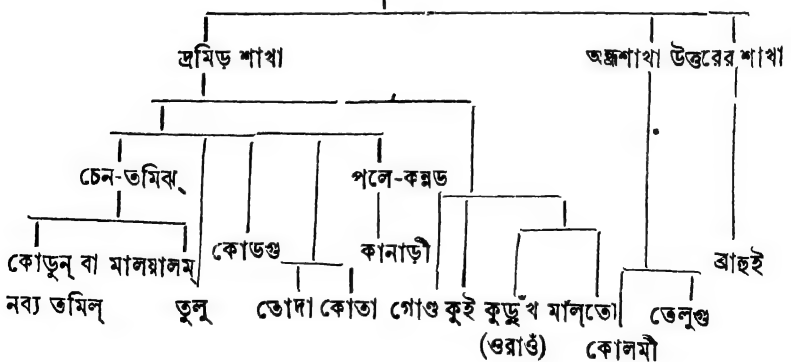 দ্রমিড় শাখা অন্ধ্রশাখা উত্তরের শাখা
চেন-তমিঝ্ পলে-কন্নড
কোডুন্ বা মালয়ালম্ কোডগু কানাড়ী ব্রাহুই
নব্য তমিল্ তুলু তোদা কোতা গোণ্ড কুই কুড়ুঁখ মাঁল্‌তো তেলুগু
(ওরাওঁ) কোলমী